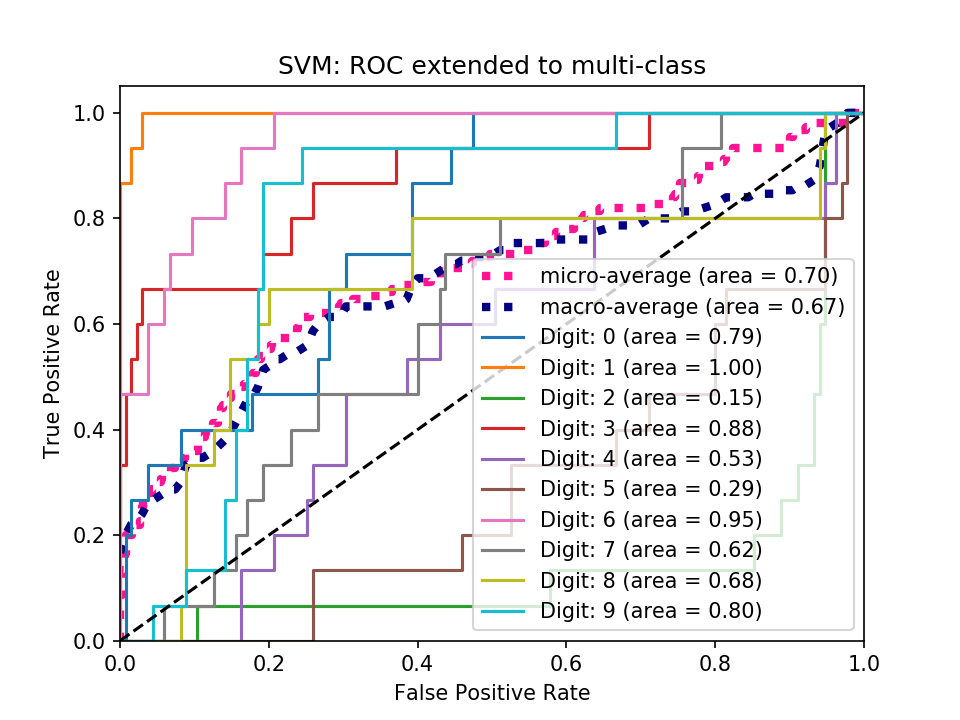 SVM: ROC extended to multi-class
True Positive Rate
1.0
0.8
0.6
0.4
0.2
0.0
micro-average (area = 0.70)
macro-average (area = 0.67)
Digit: 0 (area = 0.79)
Digit: 1 (area = 1.00)
Digit: 2 (area = 0.15)
Digit: 3 (area = 0.88)
Digit: 4 (area = 0.53)
Digit: 5 (area = 0.29)
Digit: 6 (area = 0.95)
Digit: 7 (area = 0.62)
Digit: 8 (area = 0.68)
Digit: 9 (area = 0.80)
0.0 0.2 0.4 0.6 0.8 1.0
False Positive Rate